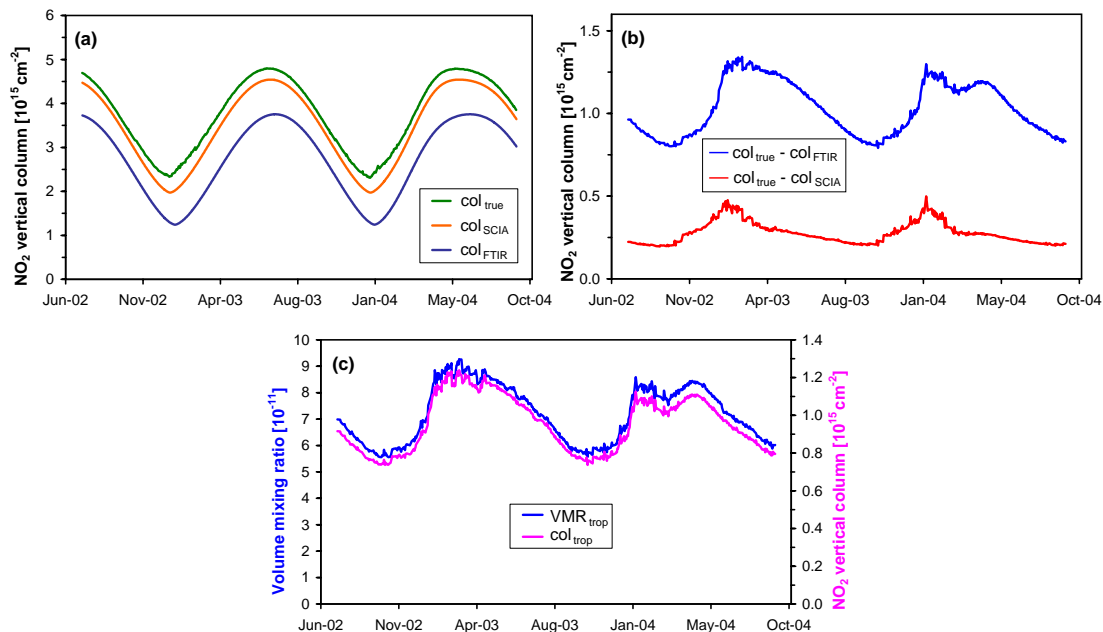 (a)
NO2 vertical column [10^15 cm^-2]
6
5
4
3
2
1
0
col true
col SCIA
col FTIR
Jun-02 Nov-02 Apr-03 Aug-03 Jan-04 May-04 Oct-04
(b)
NO2 vertical column [10^15 cm^-2]
1.5
1.0
0.5
0.0
col true - col FTIR
col true - col SCIA
Jun-02 Nov-02 Apr-03 Aug-03 Jan-04 May-04 Oct-04
(c)
Volume mixing ratio [10^-11]
10
9
8
7
6
5
4
3
2
1
0
VMR trop
col trop
1.4
1.2
1.0
0.8
0.6
0.4
0.2
0.0
NO2 vertical column [10^15 cm^-2]
Jun-02 Nov-02 Apr-03 Aug-03 Jan-04 May-04 Oct-04